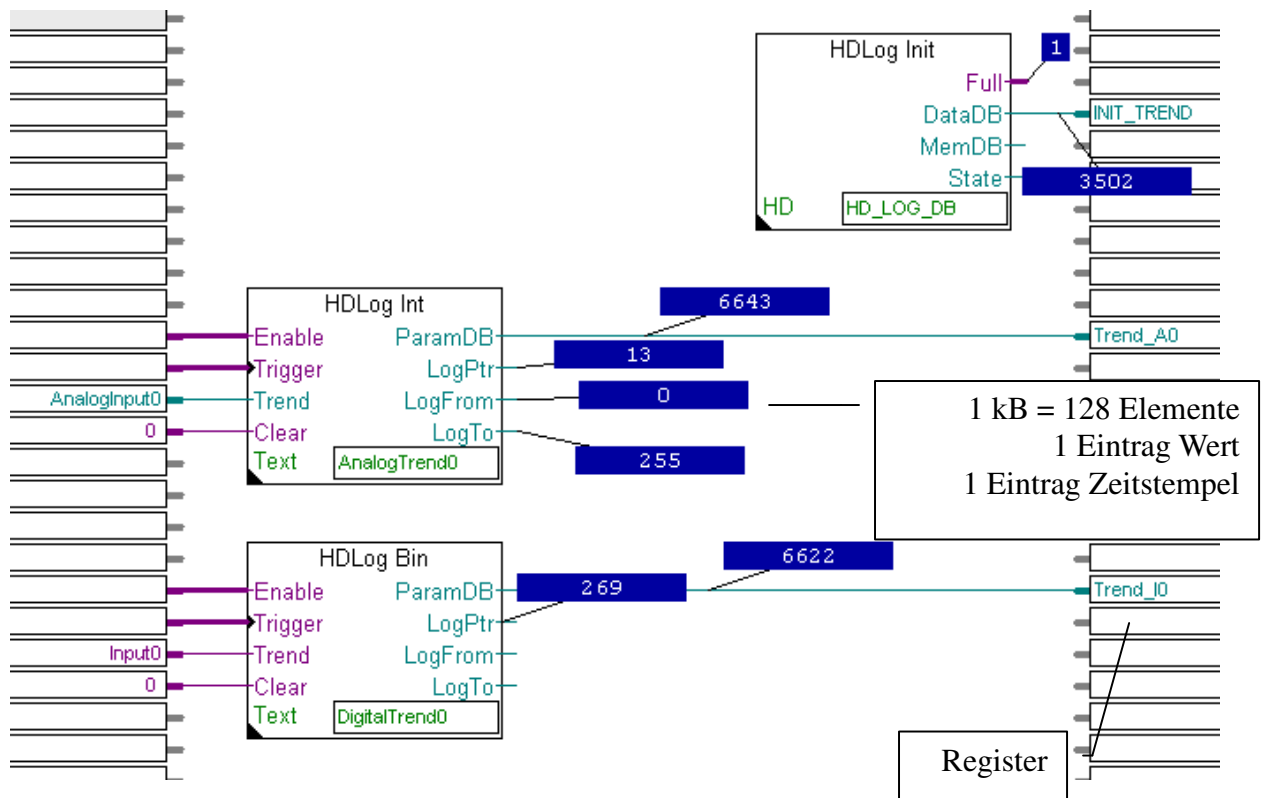 HDLog Init
1
Full
DataDB
INIT_TREND
MemDB
State
3502
HD
HD_LOG_DB
HDLog Int
6643
Enable
ParamDB
Trend_A0
Trigger
LogPtr
13
AnalogInput0
Trend
LogFrom
0
0
Clear
LogTo
255
Text
AnalogTrend0
1 kB = 128 Elemente
1 Eintrag Wert
1 Eintrag Zeitstempel
HDLog Bin
6622
Enable
ParamDB
269
Trend_I0
Trigger
LogPtr
Input0
Trend
LogFrom
0
Clear
LogTo
Text
DigitalTrend0
Register